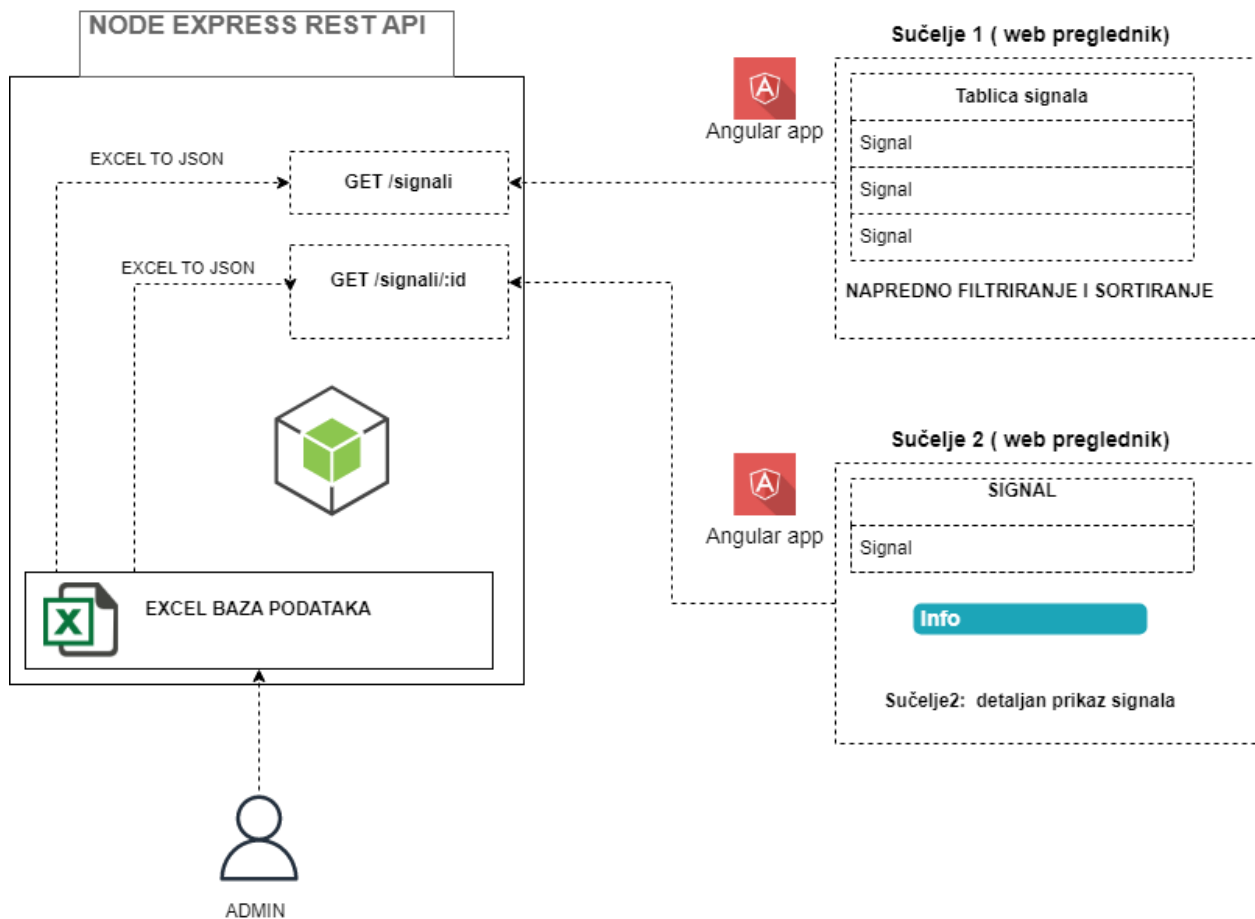 NODE EXPRESS REST API
EXCEL TO JSON
GET /signali
EXCEL TO JSON
GET /signali/:id
X
EXCEL BAZA PODATAKA
ADMIN
Sučelje 1 ( web preglednik)
A
Angular app
Tablica signala
Signal
Signal
Signal
NAPREDNO FILTRIRANJE I SORTIRANJE
Sučelje 2 ( web preglednik)
A
Angular app
SIGNAL
Signal
Info
Sučelje2:  detaljan prikaz signala